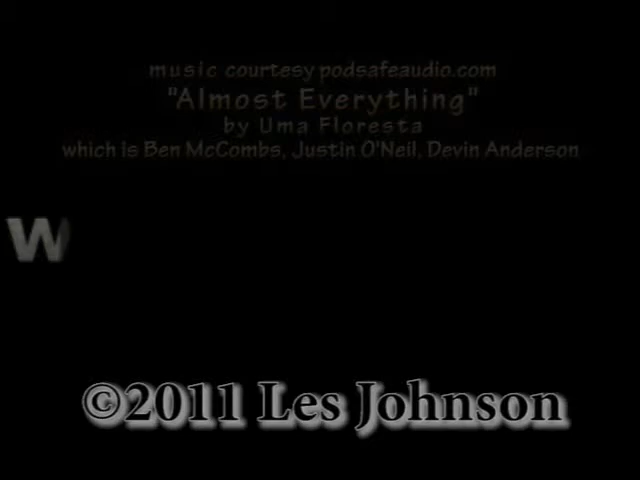 music courtesy podsafeaudio.com
"Almost Everything"
by Uma Floresta
which is Ben McCombs, Justin O'Neil, Devin Anderson
w
©2011 Les Johnson